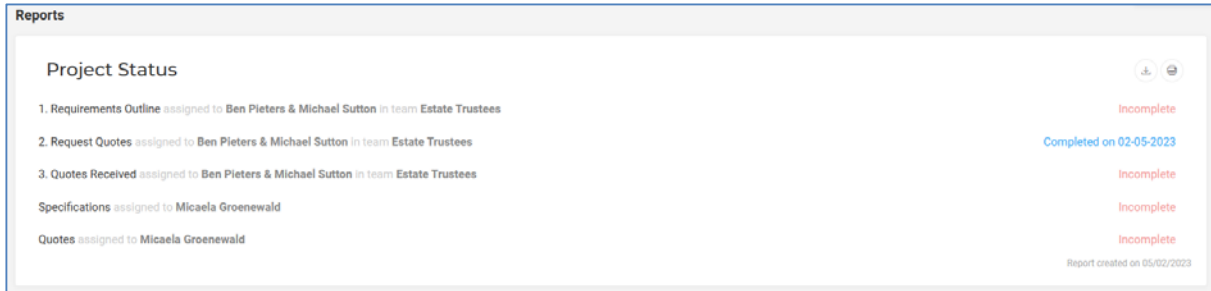 Reports
Project Status
1. Requirements Outline assigned to Ben Pieters & Michael Sutton in team Estate Trustees Incomplete
2. Request Quotes assigned to Ben Pieters & Michael Sutton in team Estate Trustees Completed on 02-05-2023
3. Quotes Received assigned to Ben Pieters & Michael Sutton in team Estate Trustees Incomplete
Specifications assigned to Micaela Groenewald Incomplete
Quotes assigned to Micaela Groenewald Incomplete
Report created on 05/02/2023